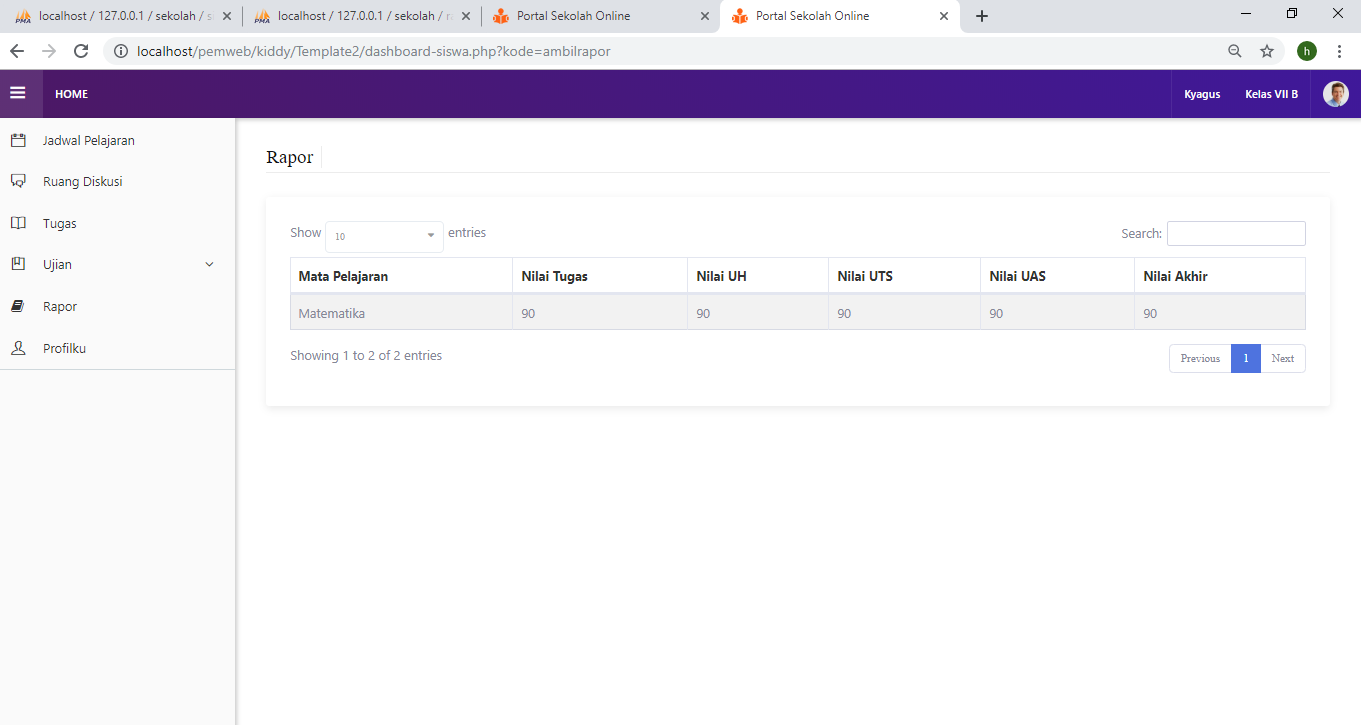 localhost / 127.0.0.1 / sekolah / s
localhost / 127.0.0.1 / sekolah /
Portal Sekolah Online
Portal Sekolah Online
localhost/pemweb/kiddy/Template2/dashboard-siswa.php?kode=ambilrapor
h
HOME
Kyagus
Kelas VII B
Jadwal Pelajaran
Ruang Diskusi
Tugas
Ujian
Rapor
Profilku
Rapor
Show 10 entries
Search:
Mata Pelajaran Nilai Tugas Nilai UH Nilai UTS Nilai UAS Nilai Akhir
Matematika 90 90 90 90 90
Showing 1 to 2 of 2 entries
Previous 1 Next